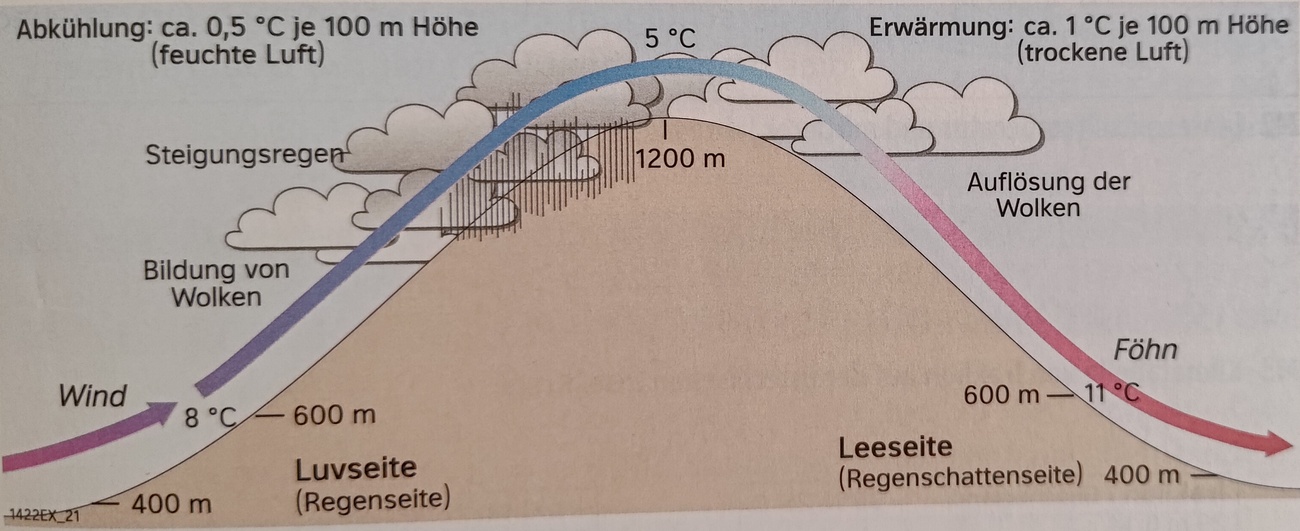 Abkühlung: ca. 0,5 °C je 100 m Höhe
(feuchte Luft)
5 °C
Erwärmung: ca. 1 °C je 100 m Höhe
(trockene Luft)
Steigungsregen
1200 m
Auflösung der
Wolken
Bildung von
Wolken
Wind
8 °C
600 m
Föhn
600 m
11 °C
Luvseite
(Regenseite)
Leeseite
(Regenschattenseite)
400 m
400 m
1422EX_21